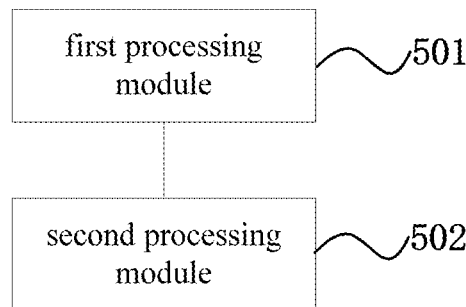 first processing
module
501
second processing
module
502